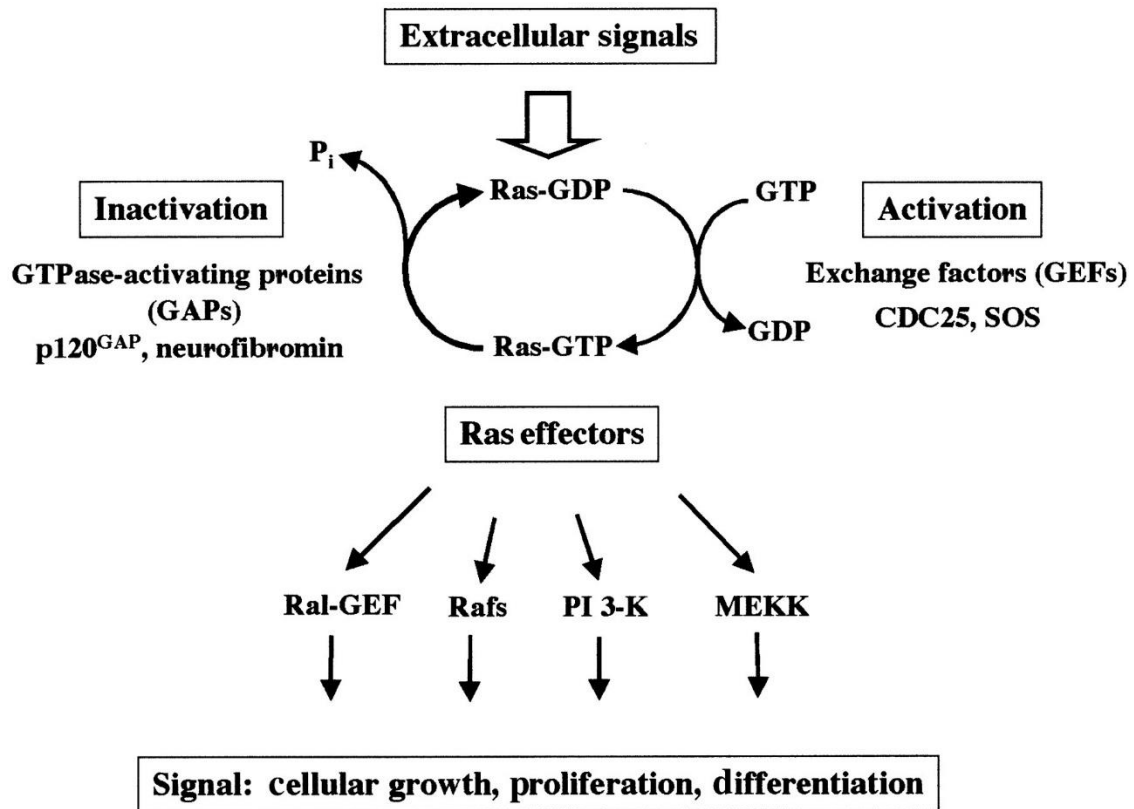 Extracellular signals
Pi
Ras-GDP
GTP
Inactivation
Activation
GTPase-activating proteins
(GAPs)
p120GAP, neurofibromin
Exchange factors (GEFs)
CDC25, SOS
GDP
Ras-GTP
Ras effectors
Ral-GEF
Rafs
PI 3-K
MEKK
Signal: cellular growth, proliferation, differentiation